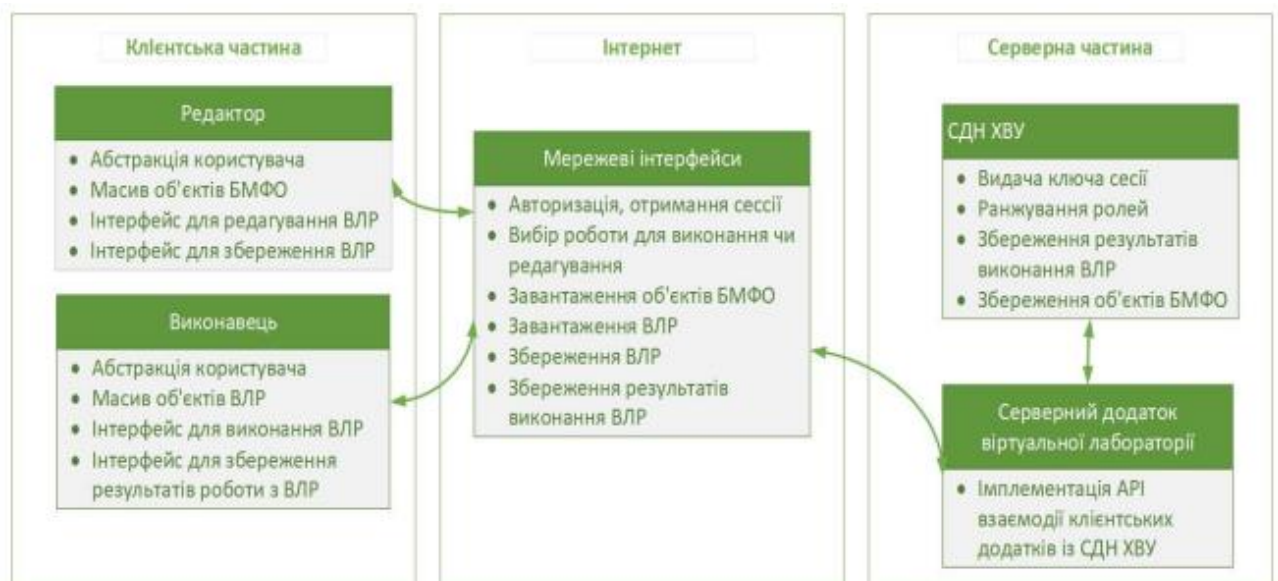 Клієнтська частина
Редактор
• Абстракція користувача
• Масив об'єктів БМФО
• Інтерфейс для редагування ВЛР
• Інтерфейс для збереження ВЛР
Виконавець
• Абстракція користувача
• Масив об'єктів ВЛР
• Інтерфейс для виконання ВЛР
• Інтерфейс для збереження
результатів роботи з ВЛР
Інтернет
Мережеві інтерфейси
• Авторизація, отримання сессії
• Вибір роботи для виконання чи
редагування
• Завантаження об'єктів БМФО
• Завантаження ВЛР
• Збереження ВЛР
• Збереження результатів
виконання ВЛР
Серверна частина
СДН ХВУ
• Видача ключа сесії
• Ранжування ролей
• Збереження результатів
виконання ВЛР
• Збереження об'єктів БМФО
Серверний додаток
віртуальної лабораторії
• Імплементація АРІ
взаємодії клієнтських
додатків із СДН ХВУ